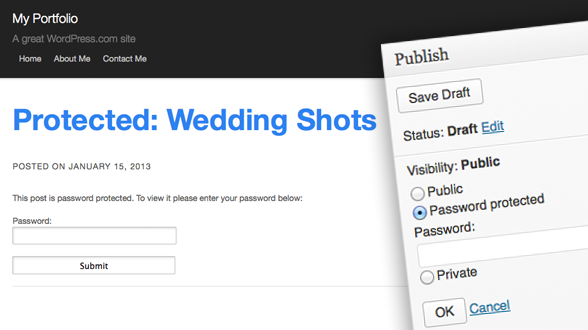 My Portfolio
A great WordPress.com site
Home About Me Contact Me
Protected: Wedding Shots
POSTED ON JANUARY 15, 2013
This post is password protected. To view it please enter your password below:
Password:
Submit
Publish
Save Draft
Status: Draft Edit
Visibility: Public
Public
Password protected
Password:
Private
OK Cancel